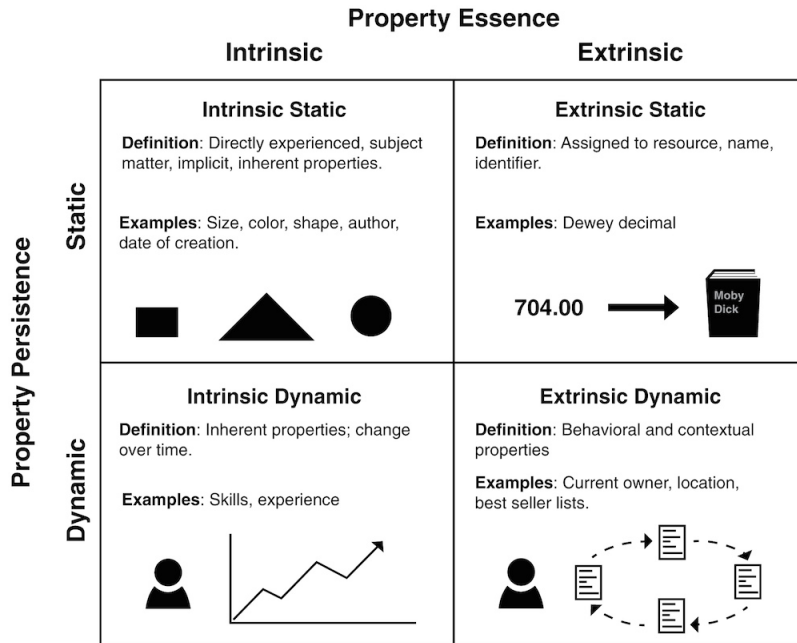 Property Essence
Intrinsic
Extrinsic
Property Persistence
Static
Intrinsic Static
Definition: Directly experienced, subject
matter, implicit, inherent properties.
Examples: Size, color, shape, author,
date of creation.
Extrinsic Static
Definition: Assigned to resource, name,
identifier.
Examples: Dewey decimal
704.00
Moby
Dick
Dynamic
Intrinsic Dynamic
Definition: Inherent properties; change
over time.
Examples: Skills, experience
Extrinsic Dynamic
Definition: Behavioral and contextual
properties
Examples: Current owner, location,
best seller lists.